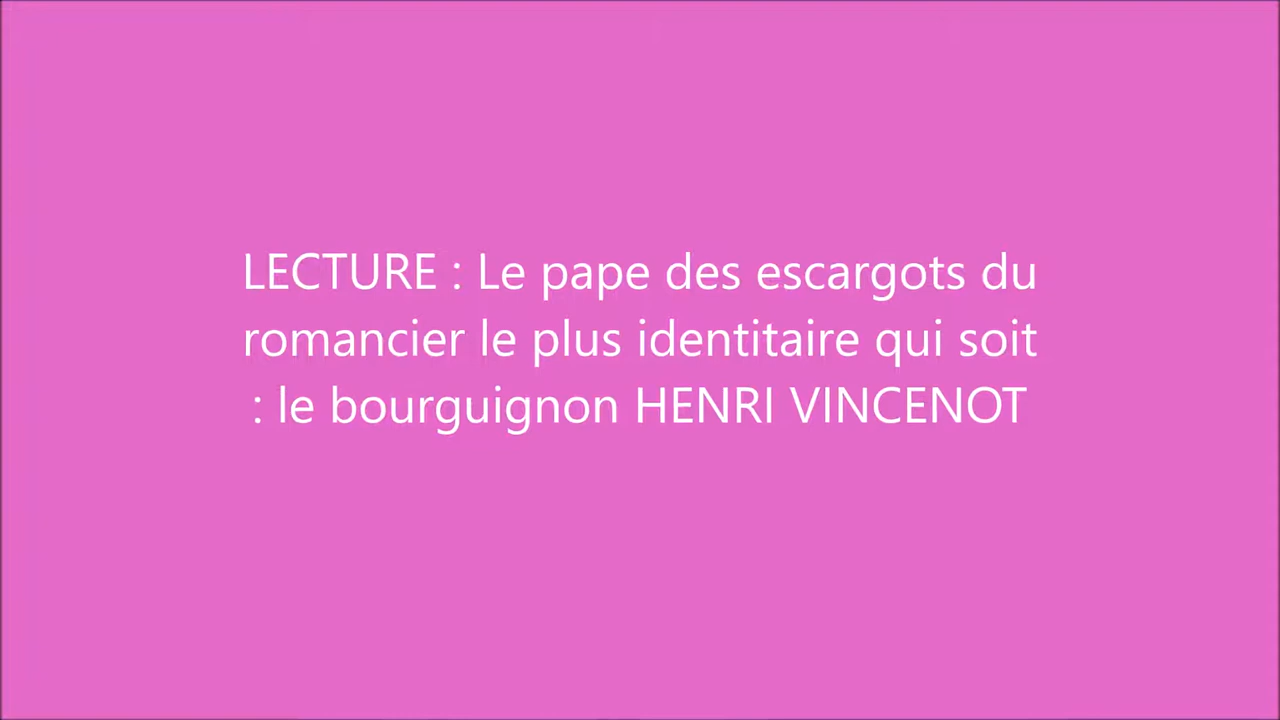 LECTURE : Le pape des escargots du
romancier le plus identitaire qui soit
: le bourguignon HENRI VINCENOT